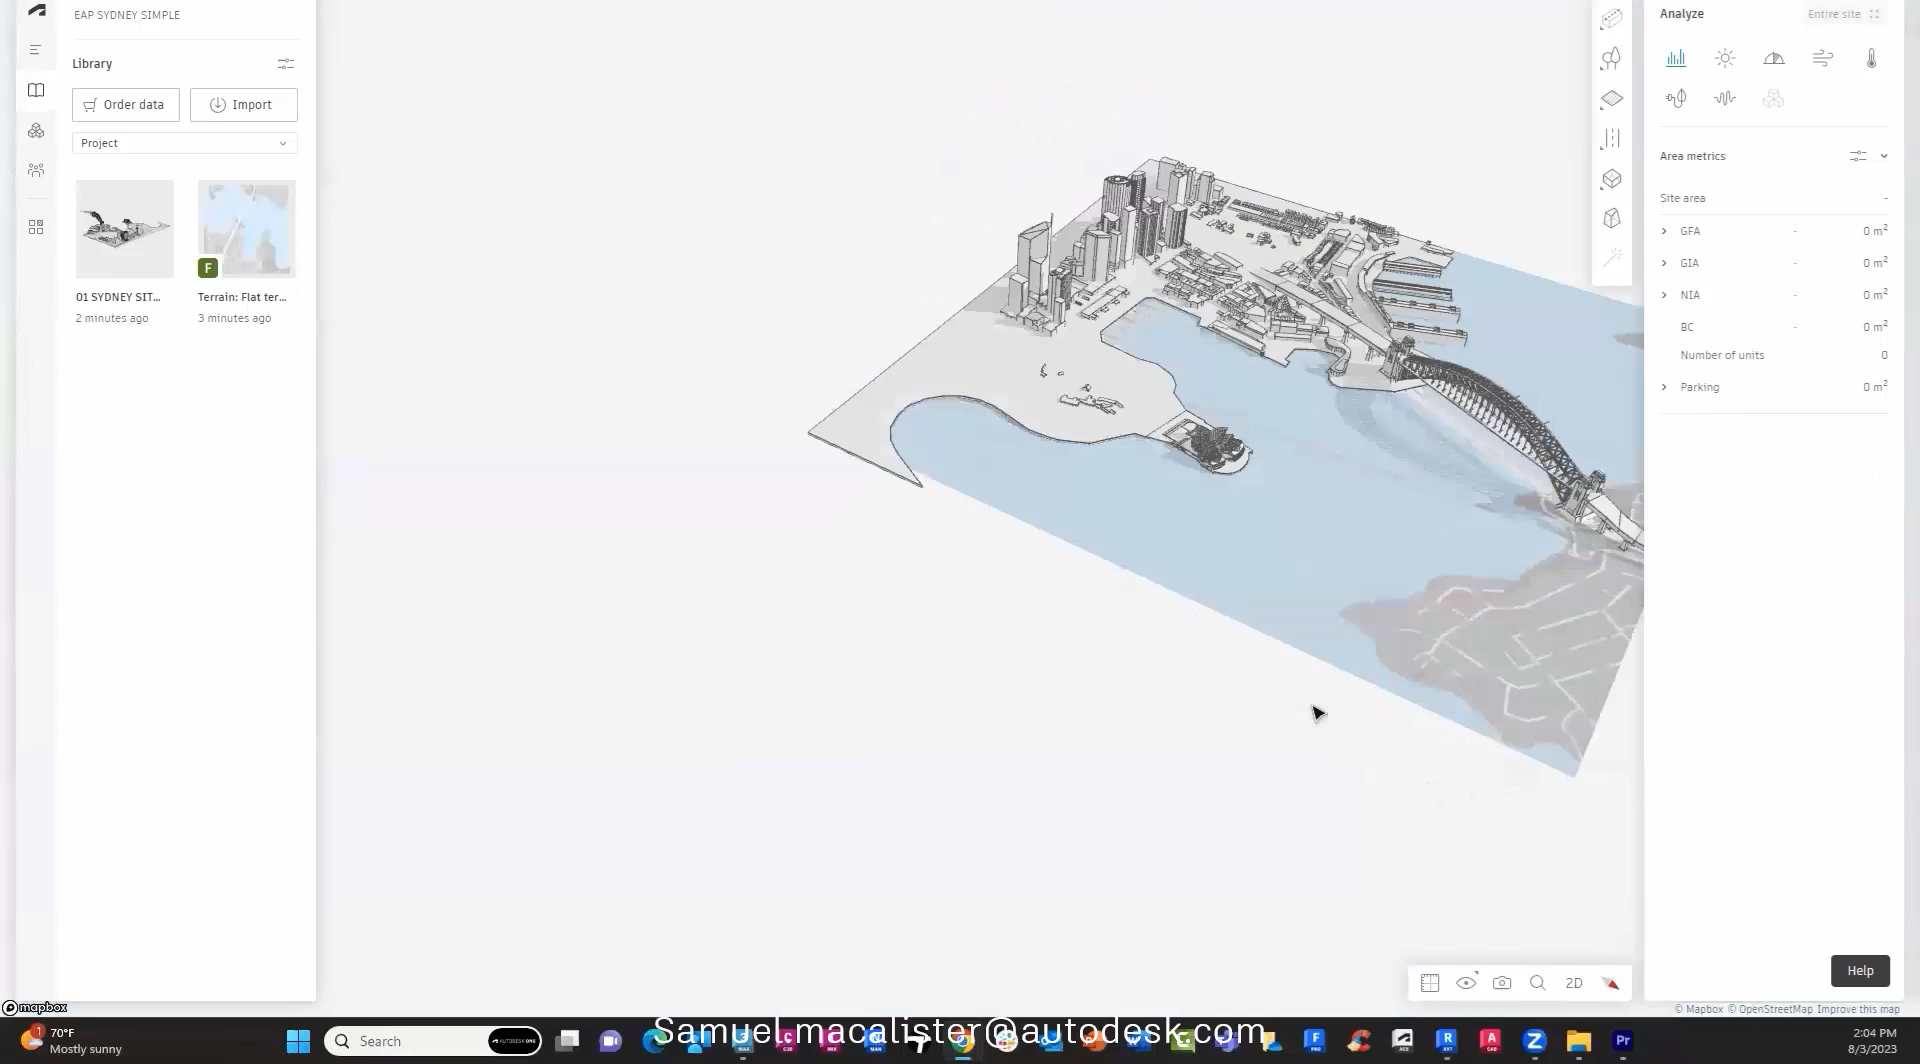 EAP SYDNEY SIMPLE
Library
Order data
Import
Project
01 SYDNEY SIT...
2 minutes ago
F
Terrain: Flat ter...
3 minutes ago
Analyze
Entire site
Area metrics
Site area -
GFA - 0 m²
GIA - 0 m²
NIA - 0 m²
BC - 0 m²
Number of units 0
Parking 0 m²
2D
Help
mapbox
© Mapbox © OpenStreetMap Improve this map
1
70°F
Mostly sunny
Search
AUTODESK ONE
Samuel.macalister@autodesk.com
2:04 PM
8/3/2023